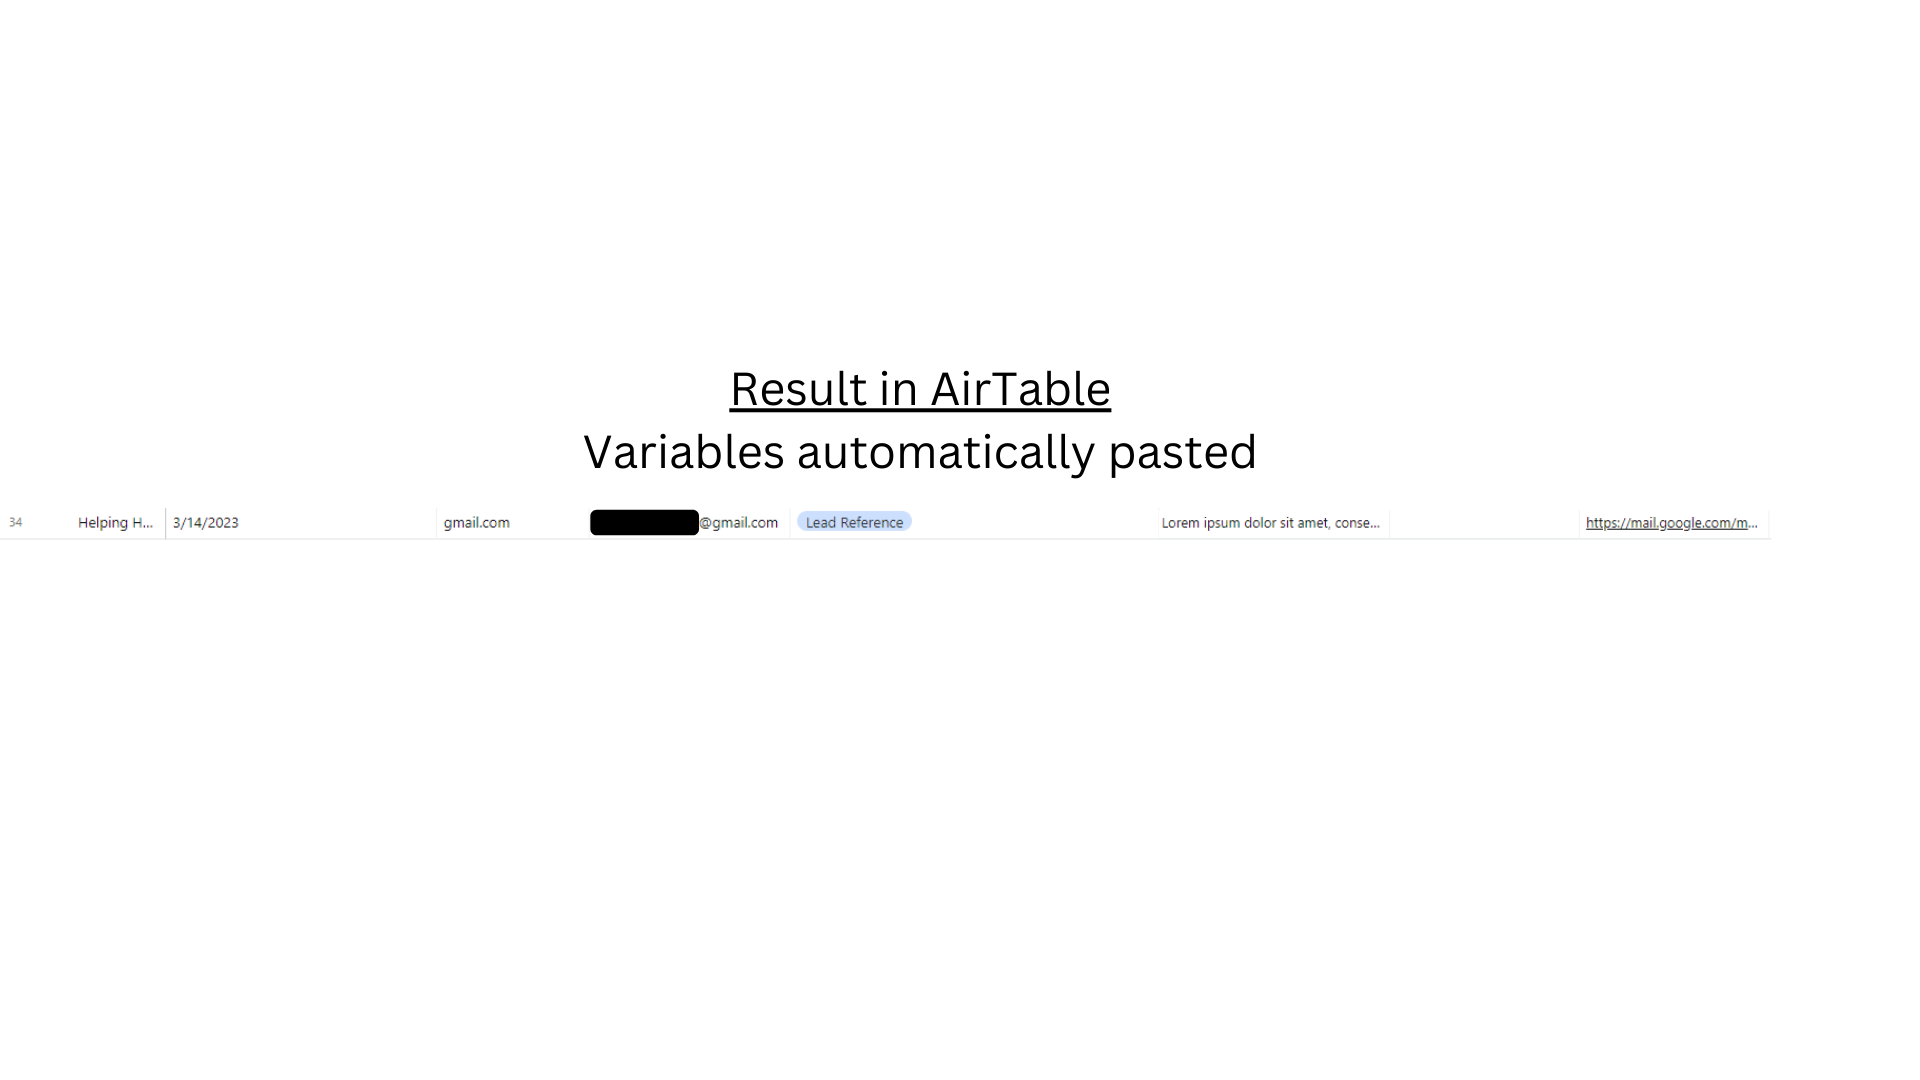 Result in AirTable
Variables automatically pasted
34 Helping H... 3/14/2023 gmail.com @gmail.com Lead Reference Lorem ipsum dolor sit amet, conse... https://mail.google.com/m...